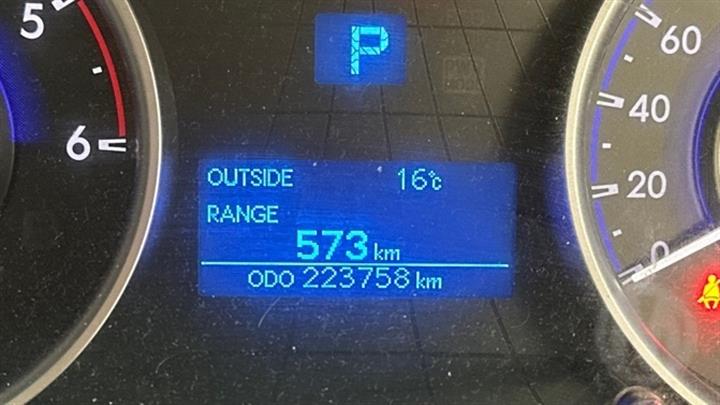 P
5
6
60
40
20
0
OUTSIDE 16℃
RANGE
573 km
ODO 223758 km